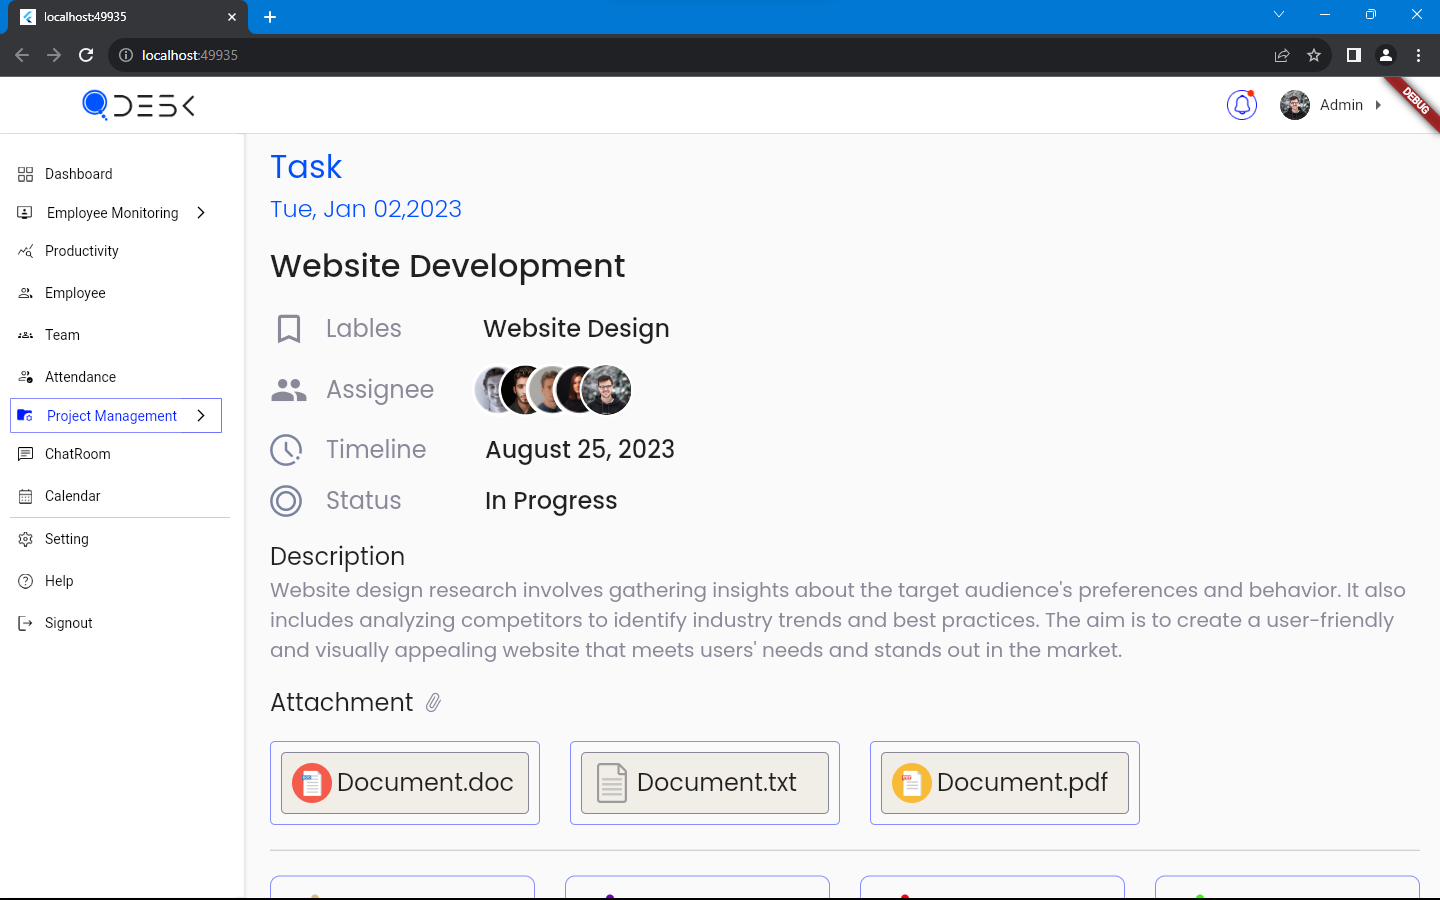 localhost:49935
localhost:49935
DESK
Admin
DEBUG
Dashboard
Employee Monitoring
Productivity
Employee
Team
Attendance
Project Management
ChatRoom
Calendar
Setting
Help
Signout
Task
Tue, Jan 02,2023
Website Development
Lables Website Design
Assignee
Timeline August 25, 2023
Status In Progress
Description
Website design research involves gathering insights about the target audience's preferences and behavior. It also
includes analyzing competitors to identify industry trends and best practices. The aim is to create a user-friendly
and visually appealing website that meets users' needs and stands out in the market.
Attachment
Document.doc Document.txt Document.pdf